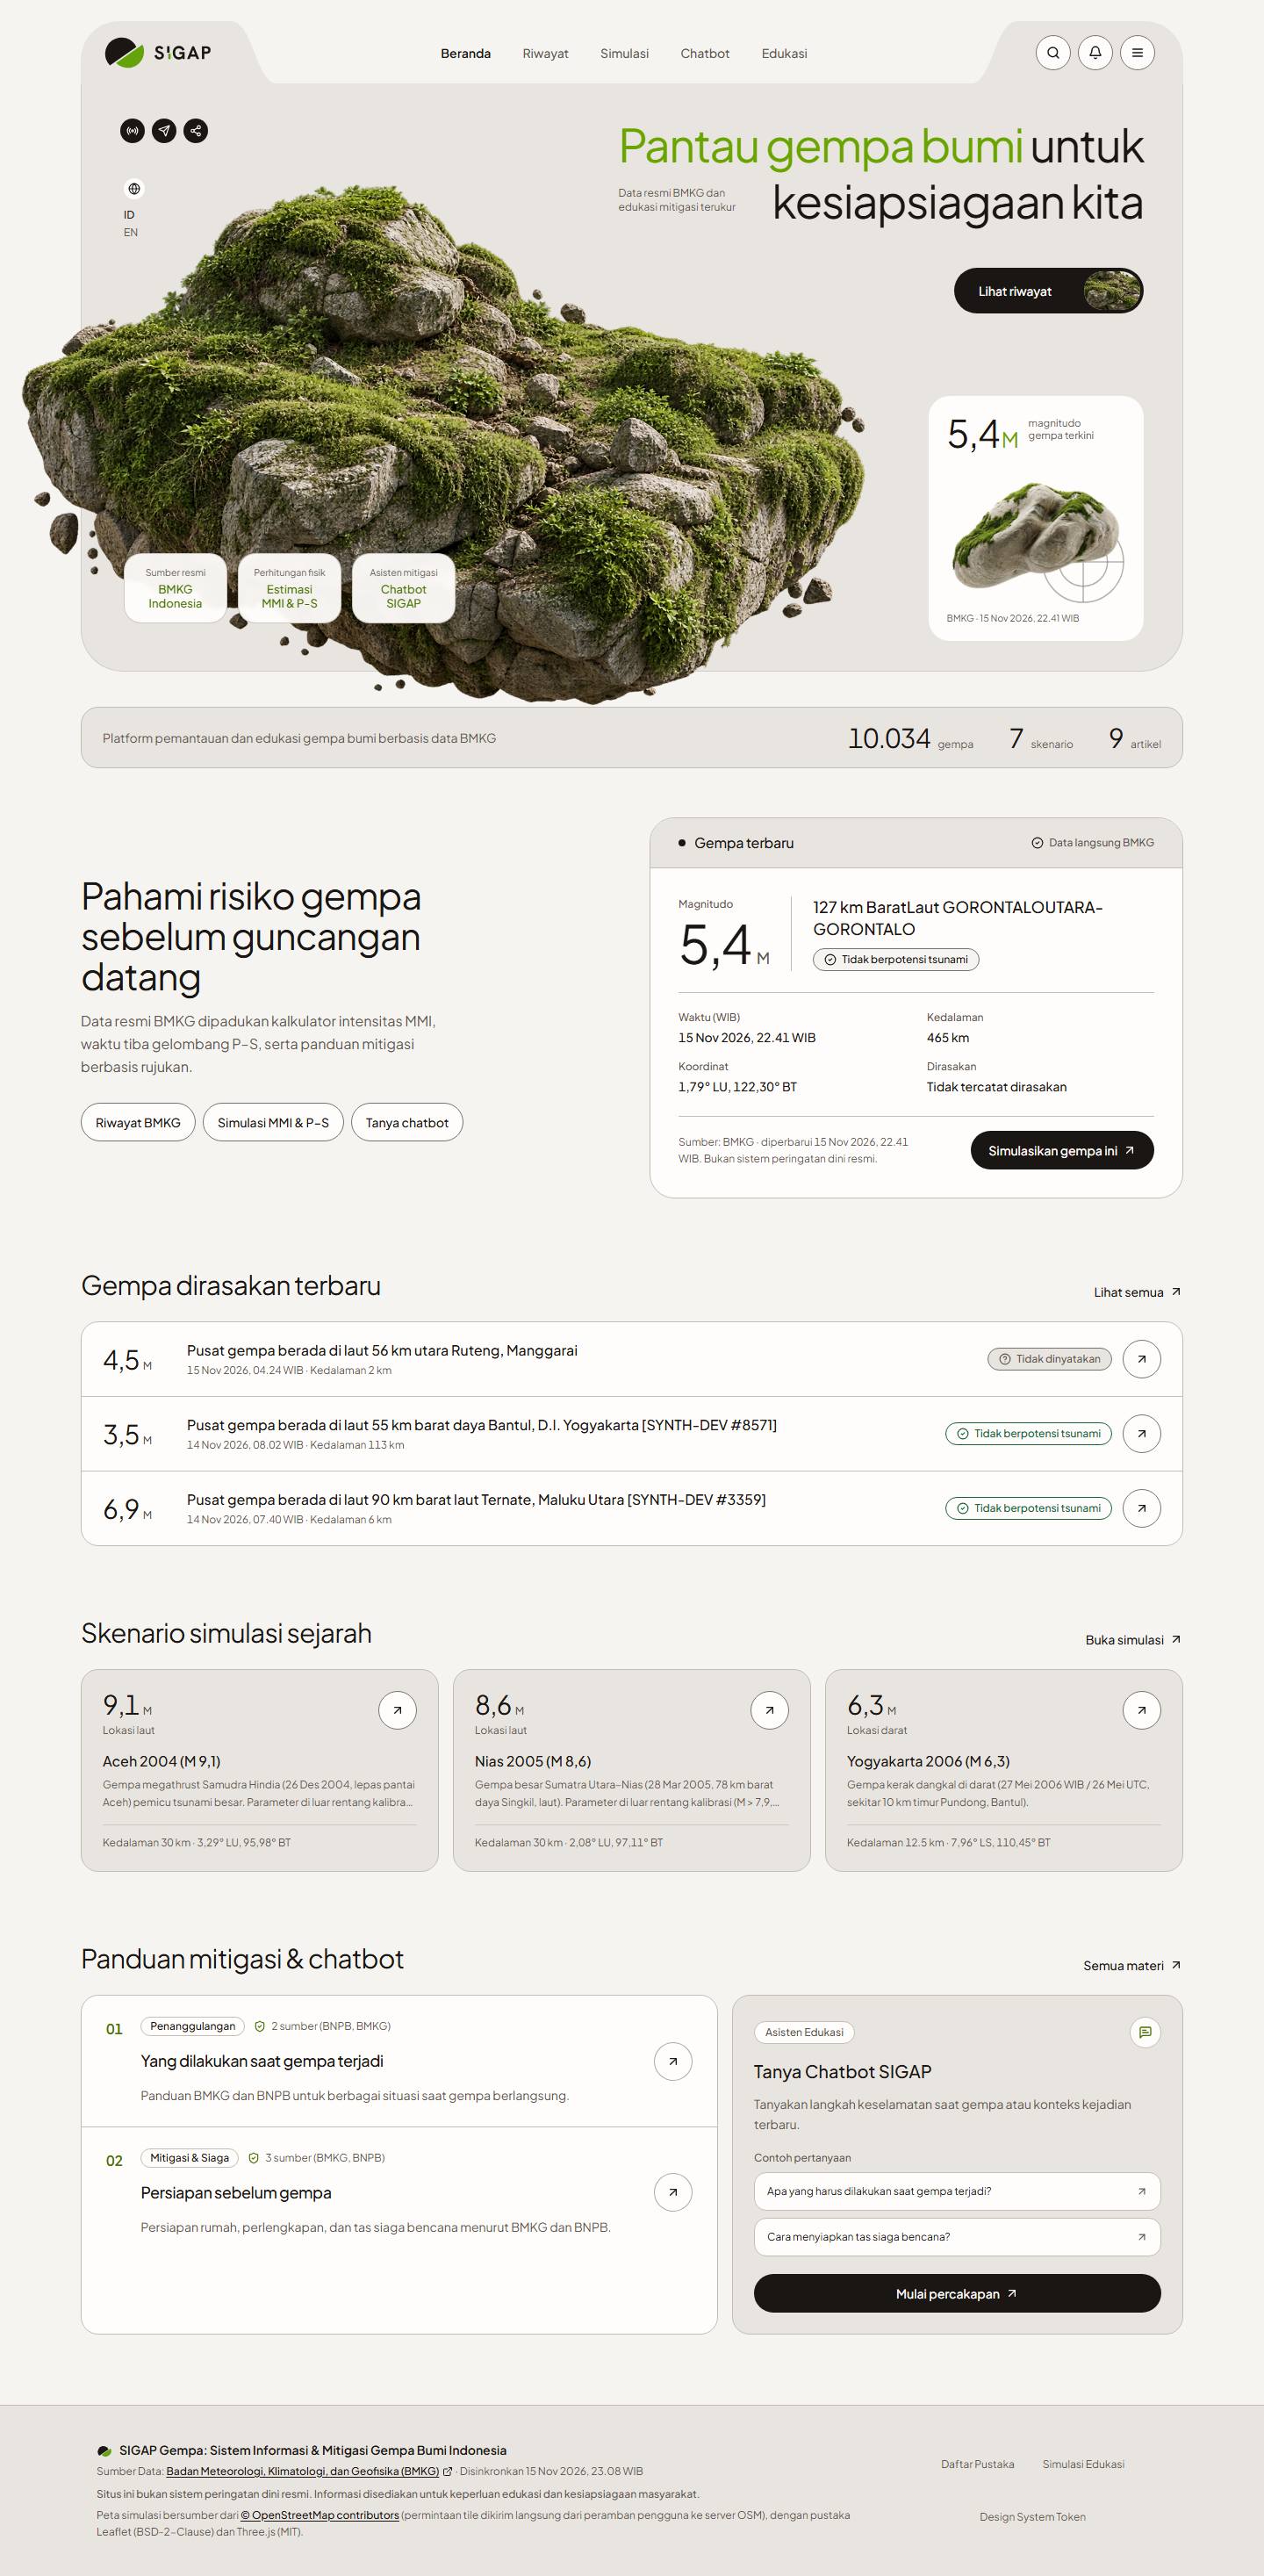 SIGAP
Beranda
Riwayat
Simulasi
Chatbot
Edukasi
Pantau gempa bumi untuk
kesiapsiagaan kita
Data resmi BMKG dan
edukasi mitigasi terukur
ID
EN
Lihat riwayat
5,4 M
magnitudo
gempa terkini
BMKG · 15 Nov 2026, 22.41 WIB
Sumber resmi
BMKG
Indonesia
Perhitungan fisik
Estimasi
MMI & P-S
Asisten mitigasi
Chatbot
SIGAP
Platform pemantauan dan edukasi gempa bumi berbasis data BMKG
10.034 gempa
7 skenario
9 artikel
Pahami risiko gempa
sebelum guncangan
datang
Data resmi BMKG dipadukan kalkulator intensitas MMI,
waktu tiba gelombang P–S, serta panduan mitigasi
berbasis rujukan.
Riwayat BMKG
Simulasi MMI & P–S
Tanya chatbot
Gempa terbaru
Data langsung BMKG
Magnitudo
5,4 M
127 km BaratLaut GORONTALOUTARA-
GORONTALO
Tidak berpotensi tsunami
Waktu (WIB)
15 Nov 2026, 22.41 WIB
Kedalaman
465 km
Koordinat
1,79° LU, 122,30° BT
Dirasakan
Tidak tercatat dirasakan
Sumber: BMKG · diperbarui 15 Nov 2026, 22.41
WIB. Bukan sistem peringatan dini resmi.
Simulasikan gempa ini
Gempa dirasakan terbaru
Lihat semua
4,5 M
Pusat gempa berada di laut 56 km utara Ruteng, Manggarai
15 Nov 2026, 04.24 WIB · Kedalaman 2 km
Tidak dinyatakan
3,5 M
Pusat gempa berada di laut 55 km barat daya Bantul, D.I. Yogyakarta [SYNTH-DEV #8571]
14 Nov 2026, 08.02 WIB · Kedalaman 113 km
Tidak berpotensi tsunami
6,9 M
Pusat gempa berada di laut 90 km barat laut Ternate, Maluku Utara [SYNTH-DEV #3359]
14 Nov 2026, 07.40 WIB · Kedalaman 6 km
Tidak berpotensi tsunami
Skenario simulasi sejarah
Buka simulasi
9,1 M
Lokasi laut
Aceh 2004 (M 9,1)
Gempa megathrust Samudra Hindia (26 Des 2004, lepas pantai
Aceh) pemicu tsunami besar. Parameter di luar rentang kalibra...
Kedalaman 30 km · 3,29° LU, 95,98° BT
8,6 M
Lokasi laut
Nias 2005 (M 8,6)
Gempa besar Sumatra Utara–Nias (28 Mar 2005, 78 km barat
daya Singkil, laut). Parameter di luar rentang kalibrasi (M > 7,9,...
Kedalaman 30 km · 2,08° LU, 97,11° BT
6,3 M
Lokasi darat
Yogyakarta 2006 (M 6,3)
Gempa kerak dangkal di darat (27 Mei 2006 WIB / 26 Mei UTC,
sekitar 10 km timur Pundong, Bantul).
Kedalaman 12.5 km · 7,96° LS, 110,45° BT
Panduan mitigasi & chatbot
Semua materi
01
Penanggulangan
2 sumber (BNPB, BMKG)
Yang dilakukan saat gempa terjadi
Panduan BMKG dan BNPB untuk berbagai situasi saat gempa berlangsung.
02
Mitigasi & Siaga
3 sumber (BMKG, BNPB)
Persiapan sebelum gempa
Persiapan rumah, perlengkapan, dan tas siaga bencana menurut BMKG dan BNPB.
Asisten Edukasi
Tanya Chatbot SIGAP
Tanyakan langkah keselamatan saat gempa atau konteks kejadian
terbaru.
Contoh pertanyaan
Apa yang harus dilakukan saat gempa terjadi?
Cara menyiapkan tas siaga bencana?
Mulai percakapan
SIGAP Gempa: Sistem Informasi & Mitigasi Gempa Bumi Indonesia
Sumber Data: Badan Meteorologi, Klimatologi, dan Geofisika (BMKG) · Disinkronkan 15 Nov 2026, 23.08 WIB
Situs ini bukan sistem peringatan dini resmi. Informasi disediakan untuk keperluan edukasi dan kesiapsiagaan masyarakat.
Peta simulasi bersumber dari © OpenStreetMap contributors (permintaan tile dikirim langsung dari peramban pengguna ke server OSM), dengan pustaka
Leaflet (BSD-2-Clause) dan Three.js (MIT).
Daftar Pustaka
Simulasi Edukasi
Design System Token